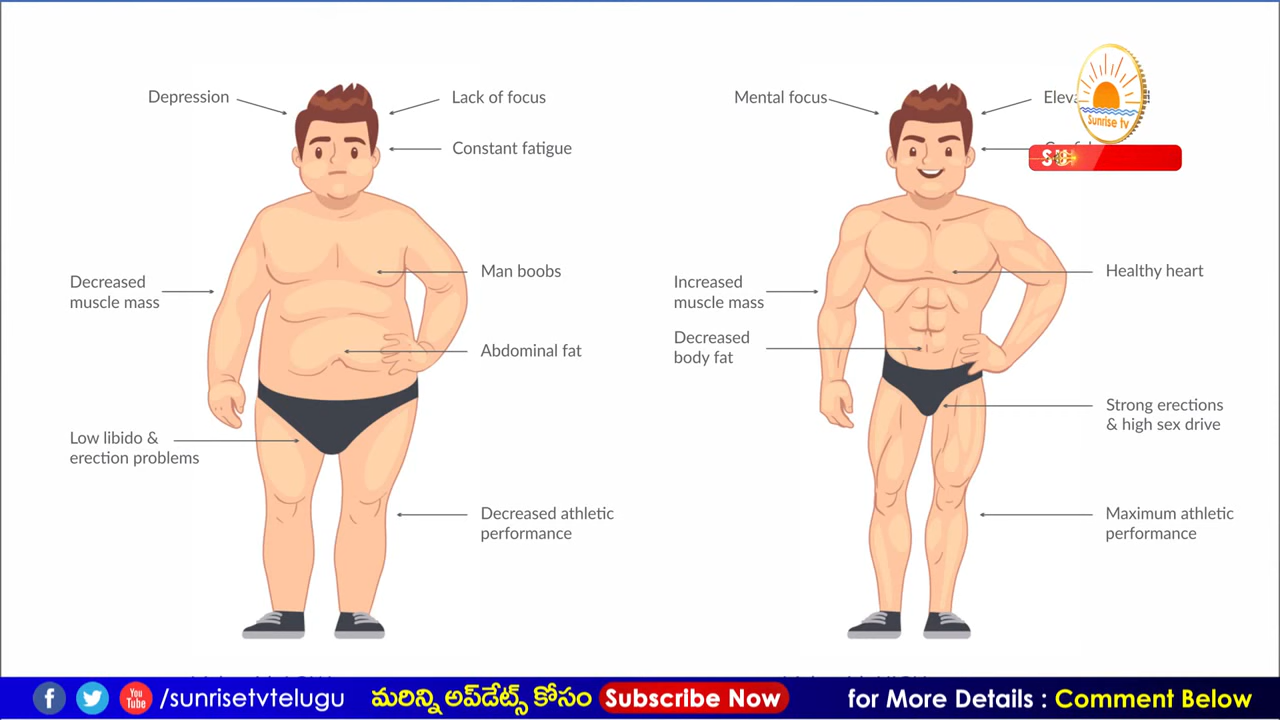 Depression
Lack of focus
Constant fatigue
Decreased
muscle mass
Man boobs
Abdominal fat
Low libido &
erection problems
Decreased athletic
performance
Mental focus
Sunrise tv
Increased
muscle mass
Healthy heart
Decreased
body fat
Strong erections
& high sex drive
Maximum athletic
performance
/sunrisetvtelugu
మరిన్ని అప్‌డేట్స్ కోసం
Subscribe Now
for More Details : Comment Below
You
Tube